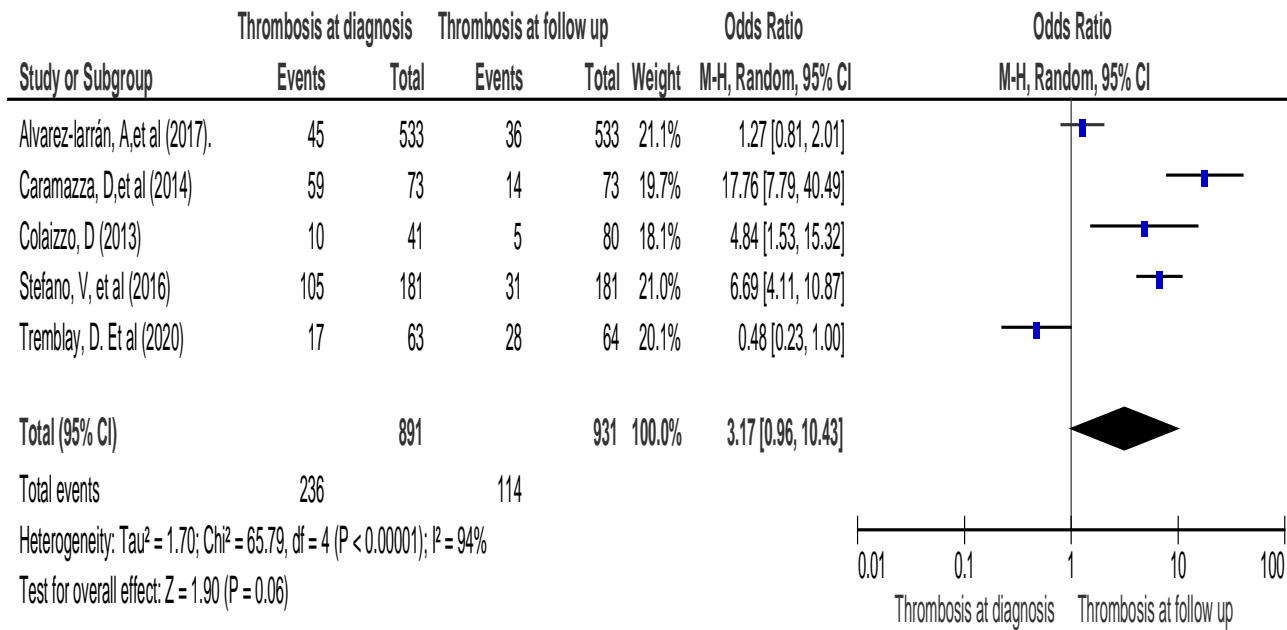 Thrombosis at diagnosis Thrombosis at follow up Odds Ratio Odds Ratio
Study or Subgroup Events Total Events Total Weight M-H, Random, 95% CI M-H, Random, 95% CI
Alvarez-larrán, A,et al (2017). 45 533 36 533 21.1% 1.27 [0.81, 2.01]
Caramazza, D,et al (2014) 59 73 14 73 19.7% 17.76 [7.79, 40.49]
Colaizzo, D (2013) 10 41 5 80 18.1% 4.84 [1.53, 15.32]
Stefano, V, et al (2016) 105 181 31 181 21.0% 6.69 [4.11, 10.87]
Tremblay, D. Et al (2020) 17 63 28 64 20.1% 0.48 [0.23, 1.00]
Total (95% CI) 891 931 100.0% 3.17 [0.96, 10.43]
Total events 236 114
Heterogeneity: Tau² = 1.70; Chi² = 65.79, df = 4 (P < 0.00001); I² = 94%
Test for overall effect: Z = 1.90 (P = 0.06)
0.01 0.1 1 10 100
Thrombosis at diagnosis Thrombosis at follow up